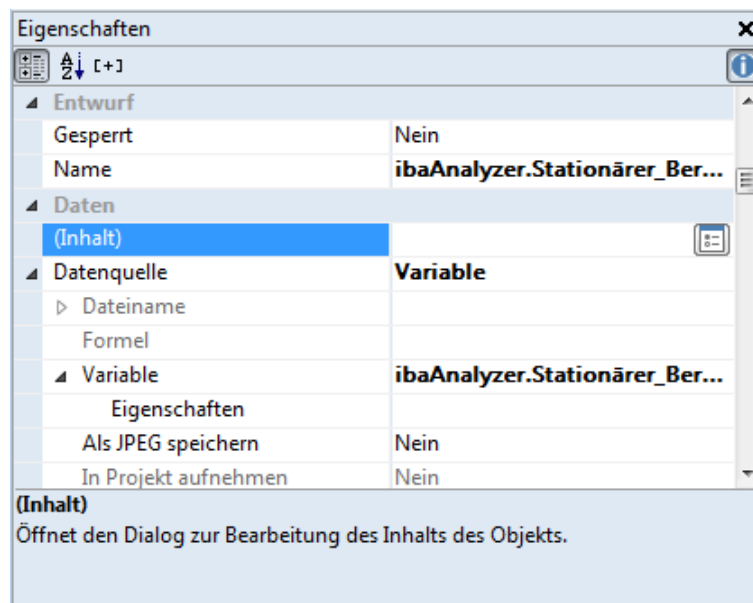 Eigenschaften
[+]
Entwurf
Gesperrt Nein
Name ibaAnalyzer.Stationärer_Ber...
Daten
(Inhalt)
Datenquelle Variable
Dateiname
Formel
Variable ibaAnalyzer.Stationärer_Ber...
Eigenschaften
Als JPEG speichern Nein
In Projekt aufnehmen Nein
(Inhalt)
Öffnet den Dialog zur Bearbeitung des Inhalts des Objekts.